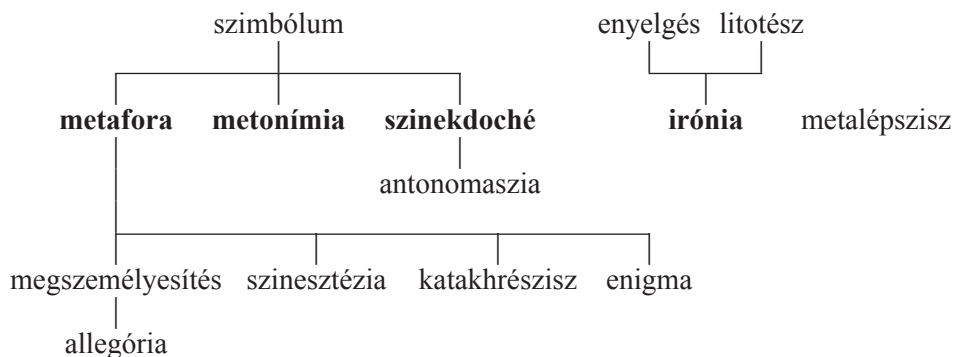 szimbólum enyelgés litotész
metafora metonímia szinekdoché irónia metalépszisz
antonomaszia
megszemélyesítés szinesztézia katakhrészisz enigma
allegória